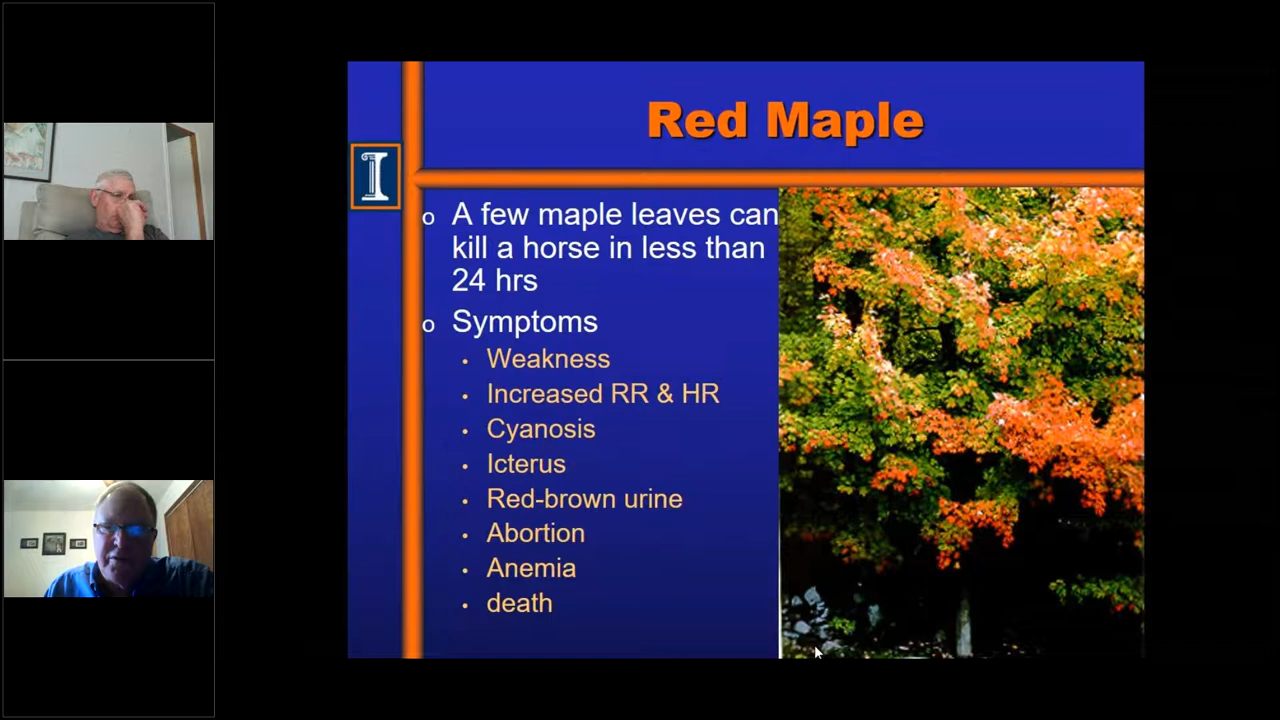 Red Maple
I
o A few maple leaves can
kill a horse in less than
24 hrs
o Symptoms
• Weakness
• Increased RR & HR
• Cyanosis
• Icterus
• Red-brown urine
• Abortion
• Anemia
• death